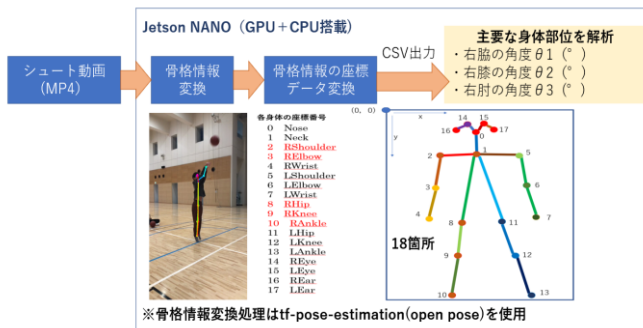 Jetson NANO（GPU＋CPU搭載）
シュート動画
（MP4）
骨格情報
変換
骨格情報の座標
データ変換
CSV出力
主要な身体部位を解析
・右脇の角度θ1（°）
・右膝の角度θ2（°）
・右肘の角度θ3（°）
各身体の座標番号
0 Nose
1 Neck
2 RShoulder
3 RElbow
4 RWrist
5 LShoulder
6 LElbow
7 LWrist
8 RHip
9 RKnee
10 RAnkle
11 LHip
12 LKnee
13 LAnkle
14 REye
15 LEye
16 REar
17 LEar
(0, 0)
x
y
14
15
16
17
0
1
2
5
3
6
4
7
8
11
18箇所
9
12
10
13
※骨格情報変換処理はtf-pose-estimation(open pose)を使用